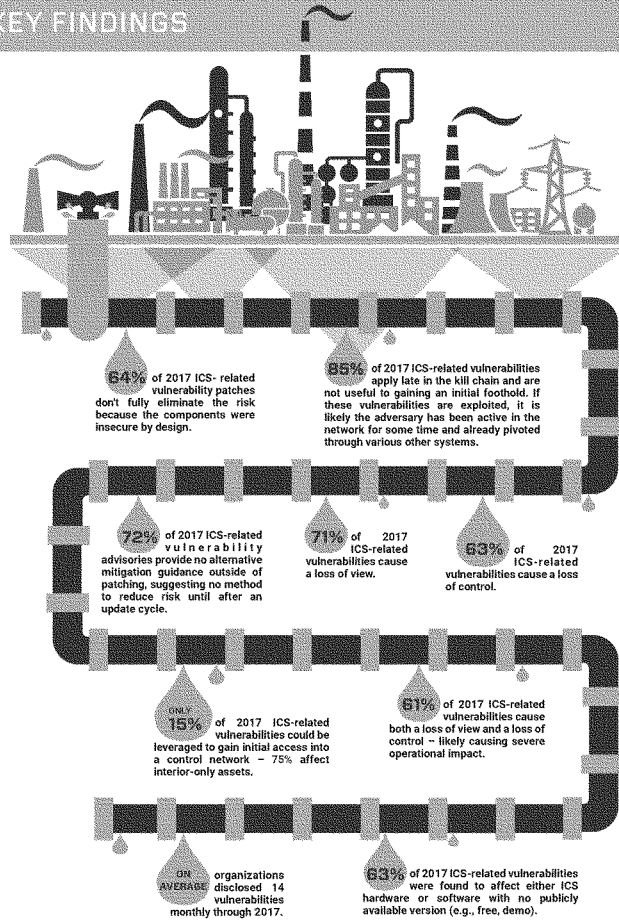 KEY FINDINGS
64% of 2017 ICS- related
vulnerability patches
don't fully eliminate the risk
because the components were
insecure by design.
85% of 2017 ICS-related vulnerabilities
apply late in the kill chain and are
not useful to gaining an initial foothold. If
these vulnerabilities are exploited, it is
likely the adversary has been active in the
network for some time and already pivoted
through various other systems.
72% of 2017 ICS-related
vulnerability
advisories provide no alternative
mitigation guidance outside of
patching, suggesting no method
to reduce risk until after an
update cycle.
71% of 2017
ICS-related
vulnerabilities cause
a loss of view.
63% of 2017
ICS-related
vulnerabilities cause a loss
of control.
ONLY
15% of 2017 ICS-related
vulnerabilities could be
leveraged to gain initial access into
a control network – 75% affect
interior-only assets.
61% of 2017 ICS-related
vulnerabilities cause
both a loss of view and a loss of
control – likely causing severe
operational impact.
ON
AVERAGE organizations
disclosed 14
vulnerabilities
monthly through 2017.
63% of 2017 ICS-related vulnerabilities
were found to affect either ICS
hardware or software with no publicly
available version (e.g., free, demo).